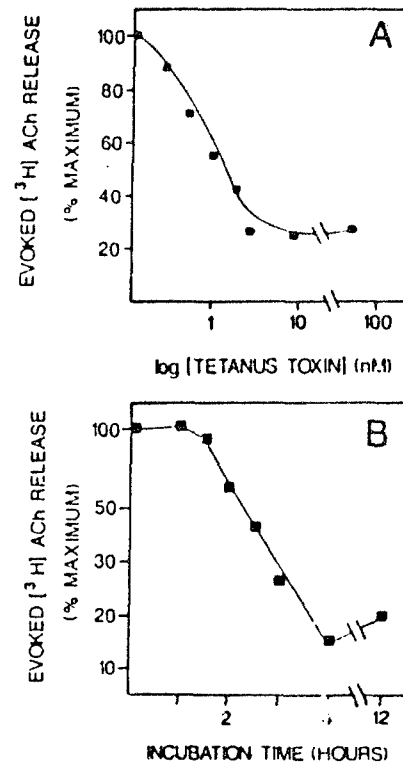 A
100
80
60
40
20
EVOKED [³H] ACh RELEASE
(% MAXIMUM)
1 10 100
log [TETANUS TOXIN] (nM)
B
100
50
30
20
10
EVOKED [³H] ACh RELEASE
(% MAXIMUM)
2 12
INCUBATION TIME (HOURS)